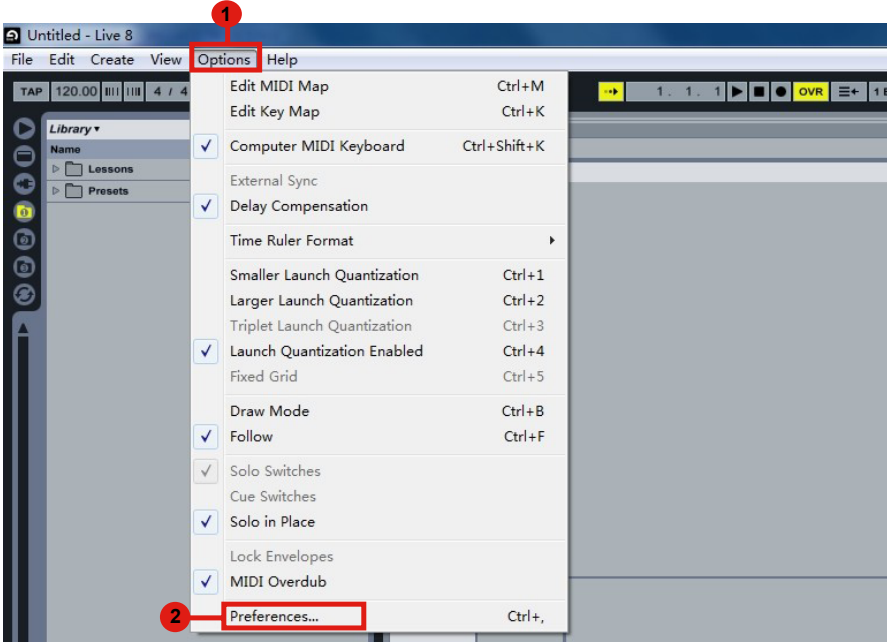 1
Untitled - Live 8
File Edit Create View Options Help
TAP 120.00 4 / 4 1. 1. 1 OVR
Library
Name
Lessons
Presets
Edit MIDI Map Ctrl+M
Edit Key Map Ctrl+K
Computer MIDI Keyboard Ctrl+Shift+K
External Sync
Delay Compensation
Time Ruler Format
Smaller Launch Quantization Ctrl+1
Larger Launch Quantization Ctrl+2
Triplet Launch Quantization Ctrl+3
Launch Quantization Enabled Ctrl+4
Fixed Grid Ctrl+5
Draw Mode Ctrl+B
Follow Ctrl+F
Solo Switches
Cue Switches
Solo in Place
Lock Envelopes
MIDI Overdub
2 Preferences... Ctrl+,